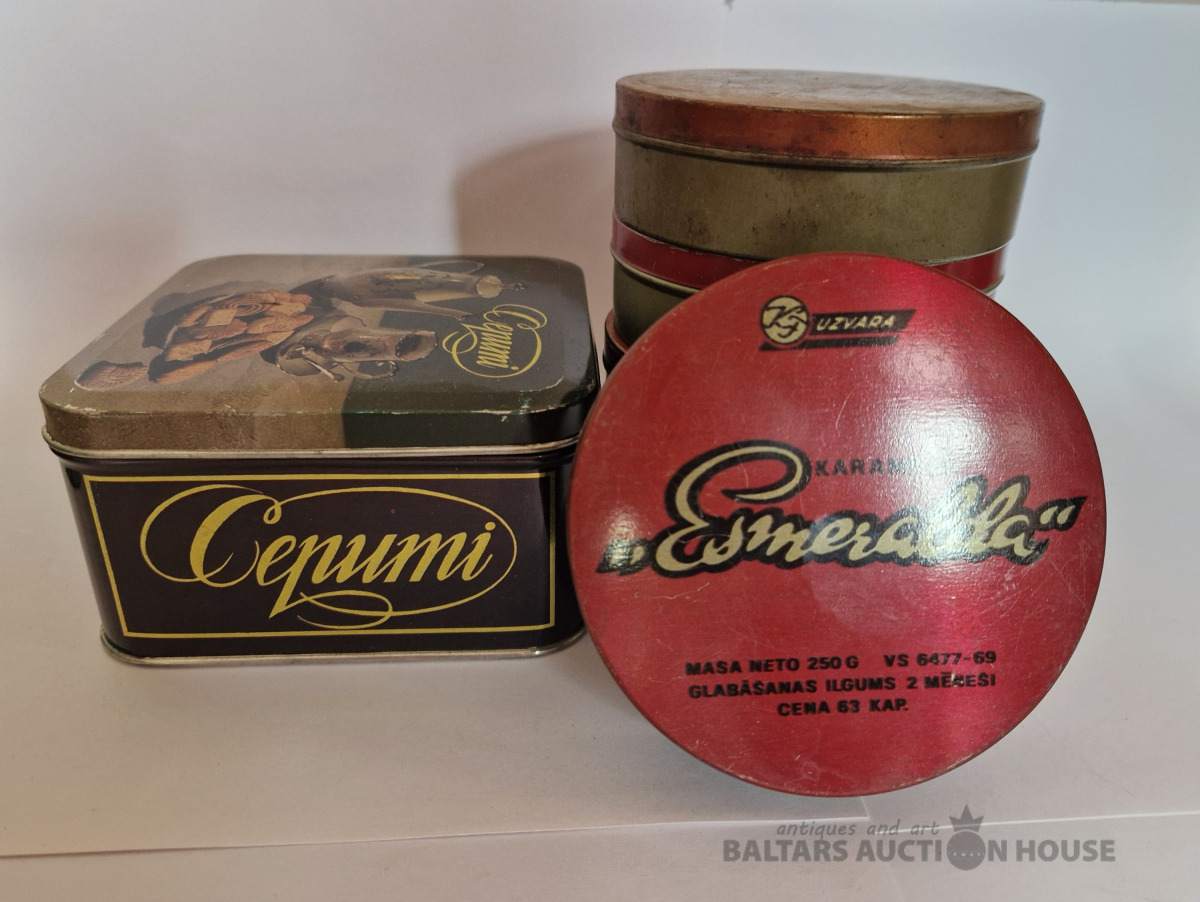 Cepumi
Cepumi
UZVARA
„Esmeralda“
MASA NETO 250 G VS 6477-69
GLABĀŠANAS ILGUMS 2 MĒNEŠI
CENA 63 KAP.
antiques and art
BALTARS AUCTION HOUSE